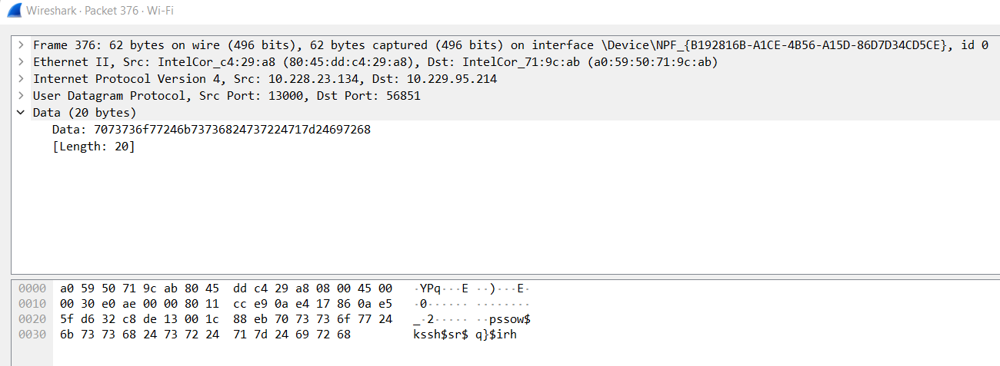 Wireshark · Packet 376 · Wi-Fi
Frame 376: 62 bytes on wire (496 bits), 62 bytes captured (496 bits) on interface \Device\NPF_{B192816B-A1CE-4B56-A15D-86D7D34CD5CE}, id 0
Ethernet II, Src: IntelCor_c4:29:a8 (80:45:dd:c4:29:a8), Dst: IntelCor_71:9c:ab (a0:59:50:71:9c:ab)
Internet Protocol Version 4, Src: 10.228.23.134, Dst: 10.229.95.214
User Datagram Protocol, Src Port: 13000, Dst Port: 56851
Data (20 bytes)
Data: 7073736f77246b73736824737224717d24697268
[Length: 20]
0000 a0 59 50 71 9c ab 80 45 dd c4 29 a8 08 00 45 00 ·YPq···E ··)···E·
0010 00 30 e0 ae 00 00 80 11 cc e9 0a e4 17 86 0a e5 ·0······ ········
0020 5f d6 32 c8 de 13 00 1c 88 eb 70 73 73 6f 77 24 _·2····· ··pssow$
0030 6b 73 73 68 24 73 72 24 71 7d 24 69 72 68 kssh$sr$ q}$irh